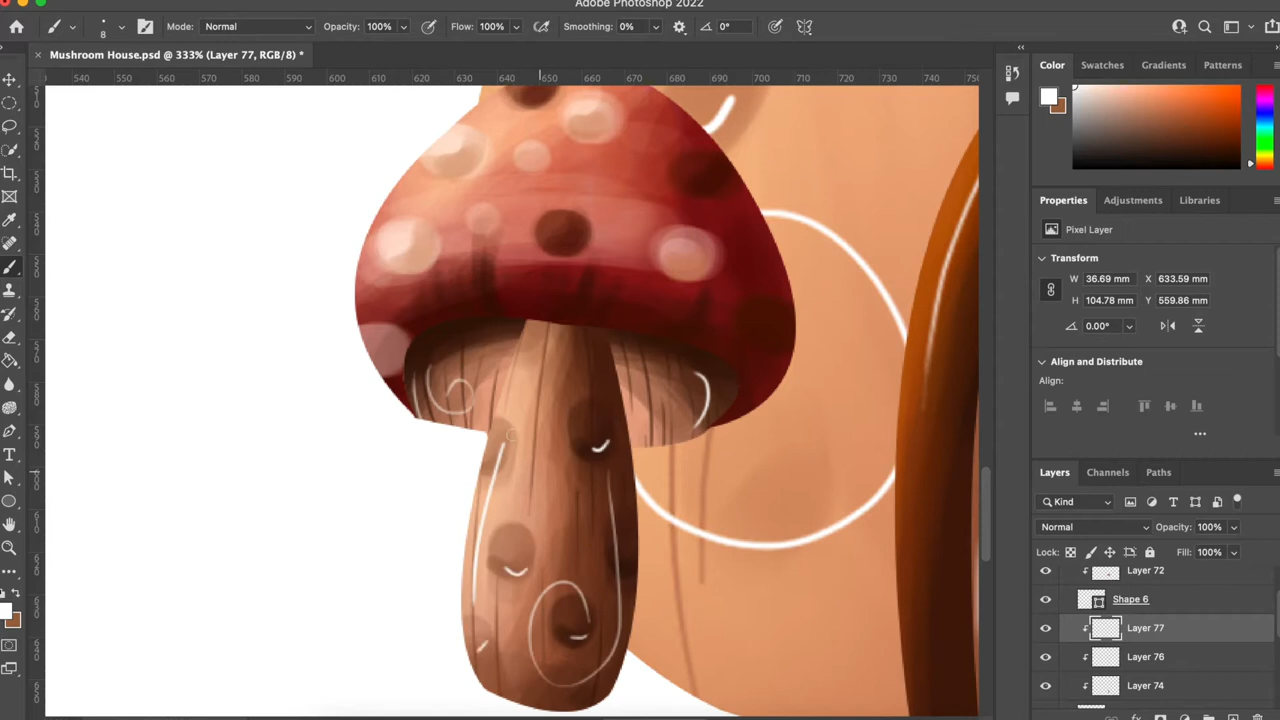 Adobe Photoshop 2022
8 Mode: Normal Opacity: 100% Flow: 100% Smoothing: 0% 0°
× Mushroom House.psd @ 333% (Layer 77, RGB/8) *
540 550 560 570 580 590 600 610 620 630 640 650 660 670 680 690 700 710 720 730 740 750
Color Swatches Gradients Patterns
Properties Adjustments Libraries
Pixel Layer
Transform
W 36.69 mm X 633.59 mm
H 104.78 mm Y 559.86 mm
0.00°
Align and Distribute
Align:
Layers Channels Paths
Kind
Normal Opacity: 100%
Lock: Fill: 100%
Layer 72
Shape 6
Layer 77
Layer 76
Layer 74